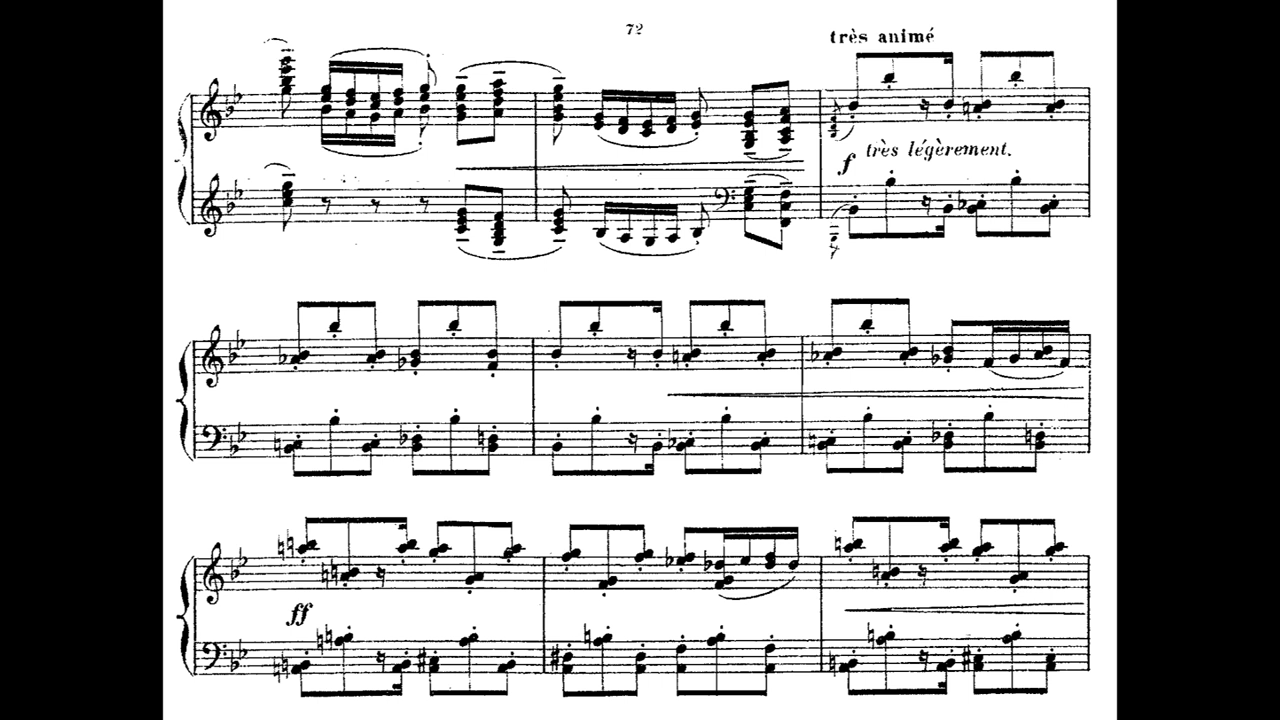 72
très animé
f très légèrement.
ff